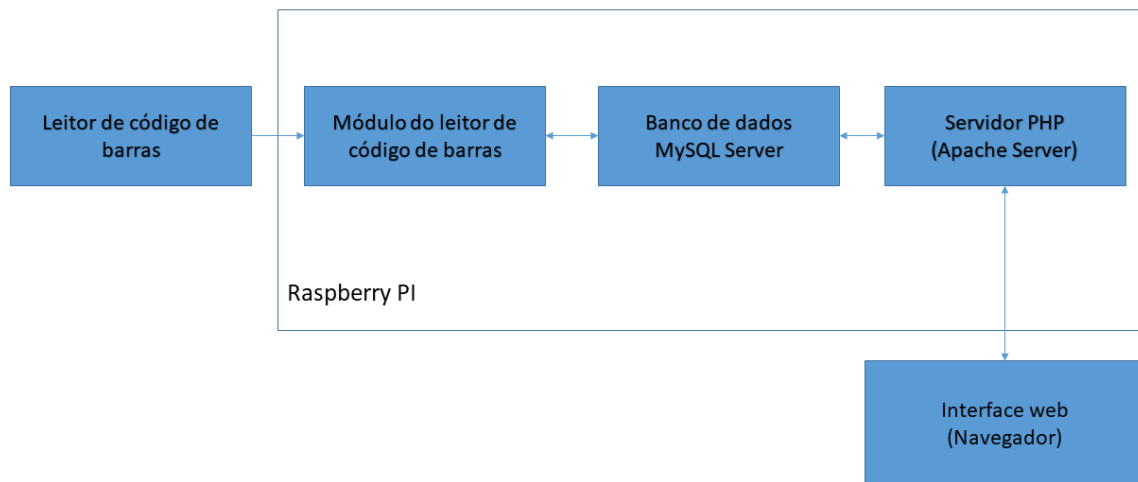 Leitor de código de
barras
Módulo do leitor de
código de barras
Banco de dados
MySQL Server
Servidor PHP
(Apache Server)
Raspberry PI
Interface web
(Navegador)